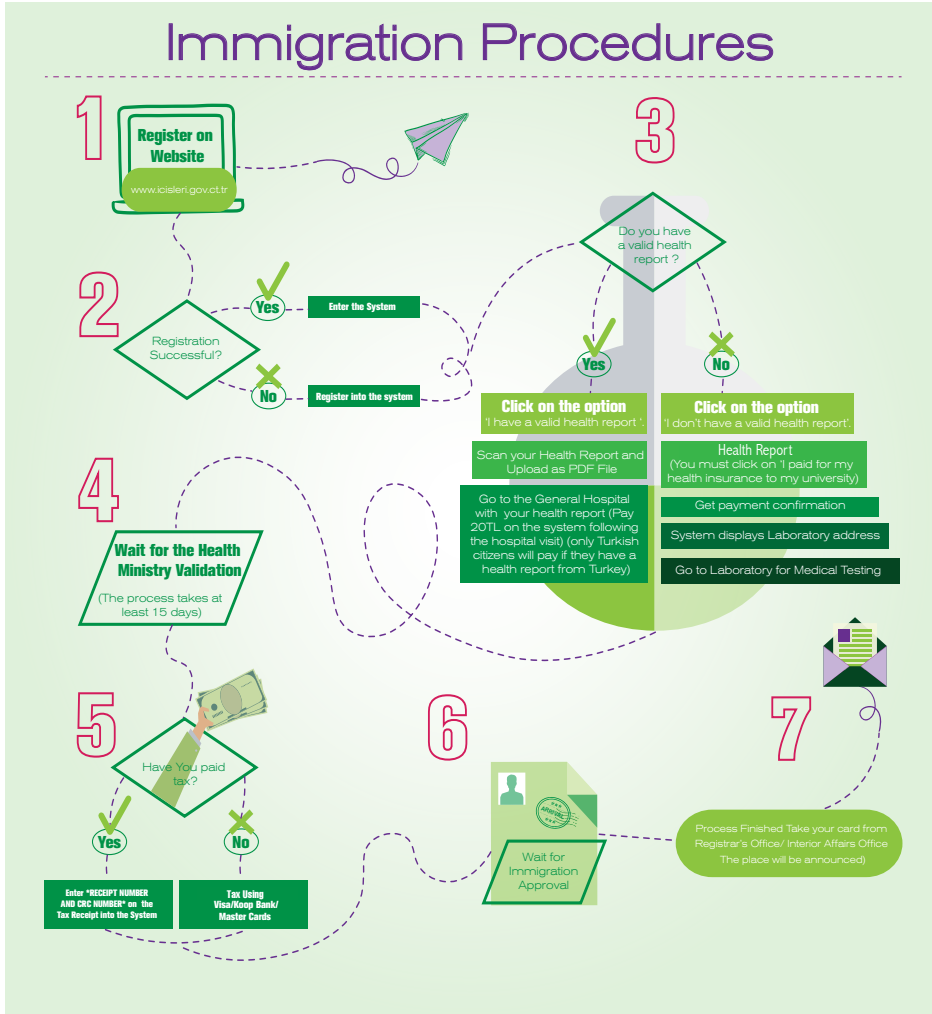 Immigration Procedures
1
Register on
Website
www.icisleri.gov.ct.tr
2
Registration
Successful?
Yes
Enter the System
No
Register into the system
3
Do you have
a valid health
report ?
Yes
No
Click on the option
'I have a valid health report '.
Scan your Health Report and
Upload as PDF File
Go to the General Hospital
with your health report (Pay
20TL on the system following
the hospital visit) (only Turkish
citizens will pay if they have a
health report from Turkey)
Click on the option
'I don't have a valid health report'.
Health Report
(You must click on 'I paid for my
health insurance to my university)
Get payment confirmation
System displays Laboratory address
Go to Laboratory for Medical Testing
4
Wait for the Health
Ministry Validation
(The process takes at
least 15 days)
5
Have You paid
tax?
Yes
No
Enter *RECEIPT NUMBER
AND CRC NUMBER* on the
Tax Receipt into the System
Tax Using
Visa/Koop Bank/
Master Cards
6
ARRIVAL
Wait for
Immigration
Approval
7
Process Finished Take your card from
Registrar's Office/ Interior Affairs Office
The place will be announced)